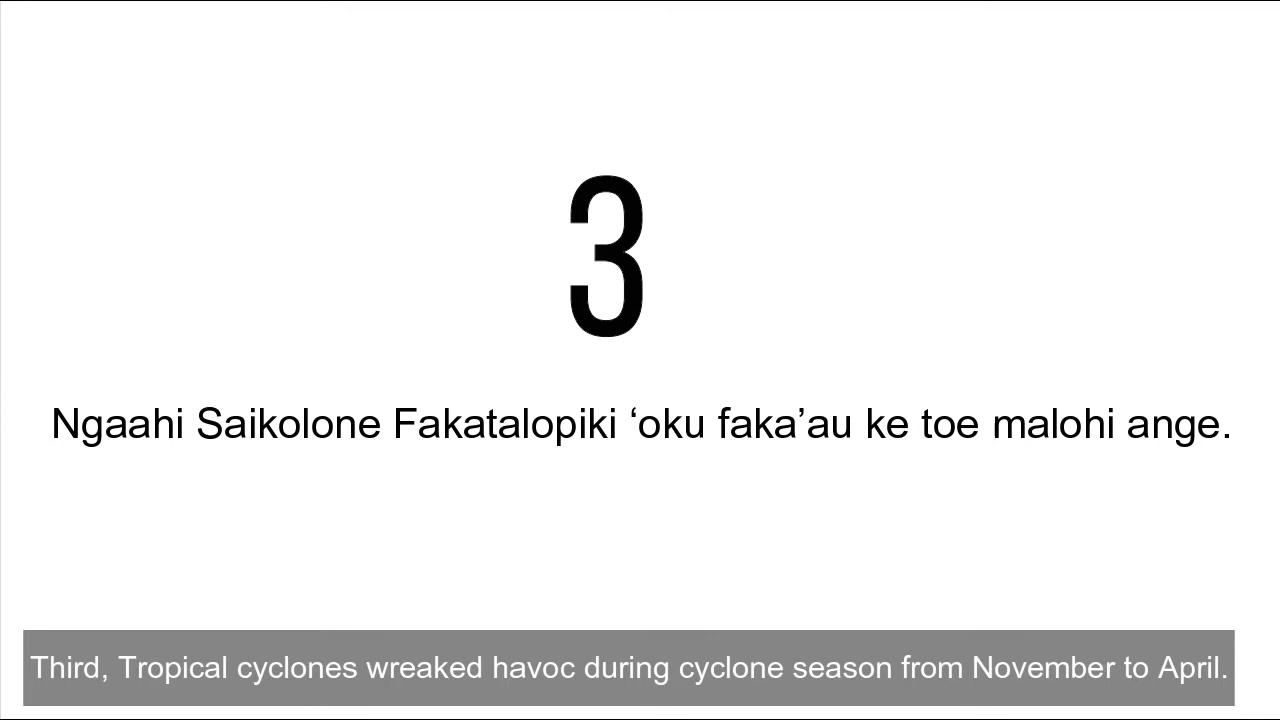 3
Ngaahi Saikolone Fakatalopiki ‘oku faka’au ke toe malohi ange.
Third, Tropical cyclones wreaked havoc during cyclone season from November to April.